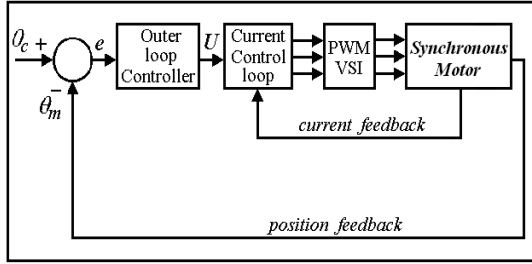 θc +
e
Outer
loop
Controller
U
Current
Control
loop
PWM
VSI
Synchronous
Motor
θm −
current feedback
position feedback